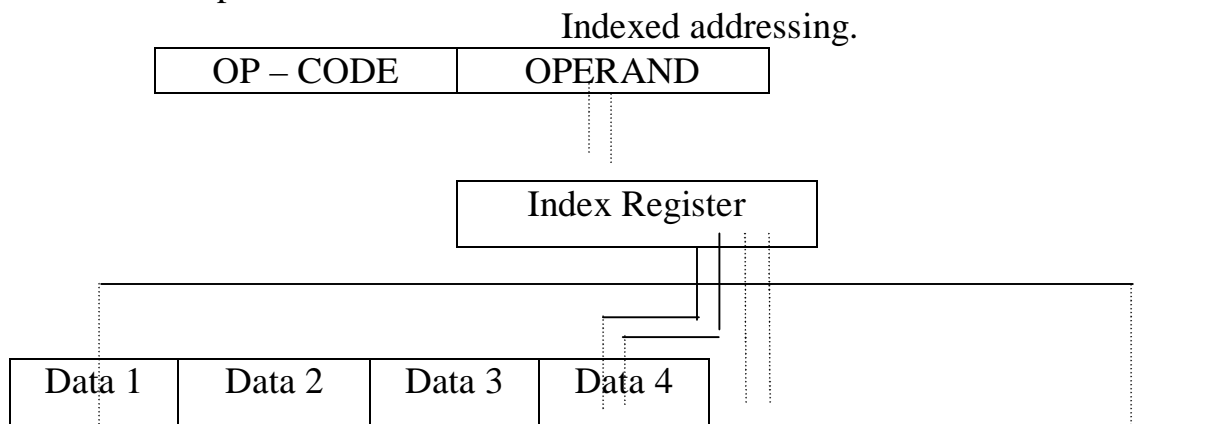 Indexed addressing.
OP – CODE OPERAND
Index Register
Data 1 Data 2 Data 3 Data 4